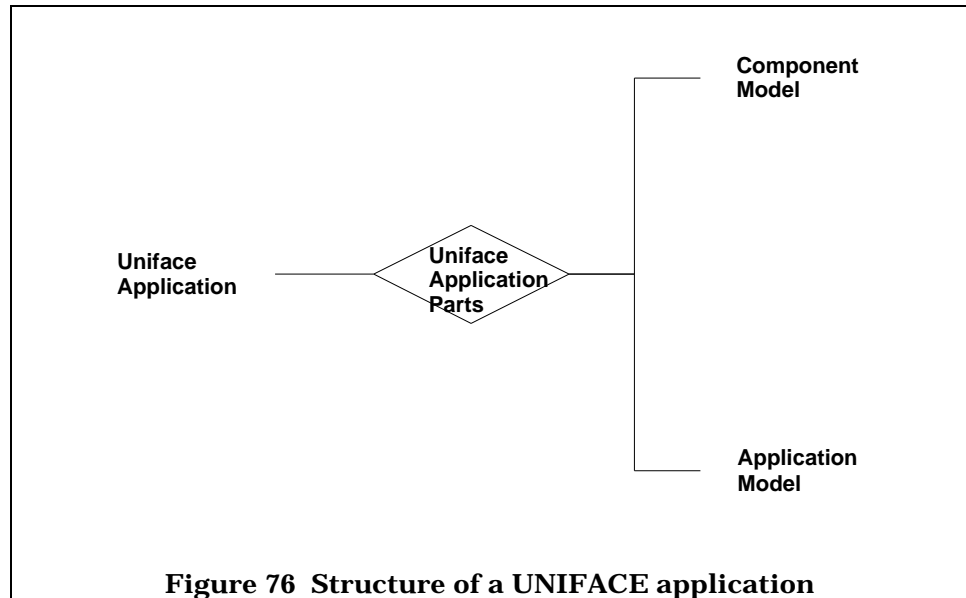 Component
Model
Uniface
Application
Uniface
Application
Parts
Application
Model
Figure 76 Structure of a UNIFACE application